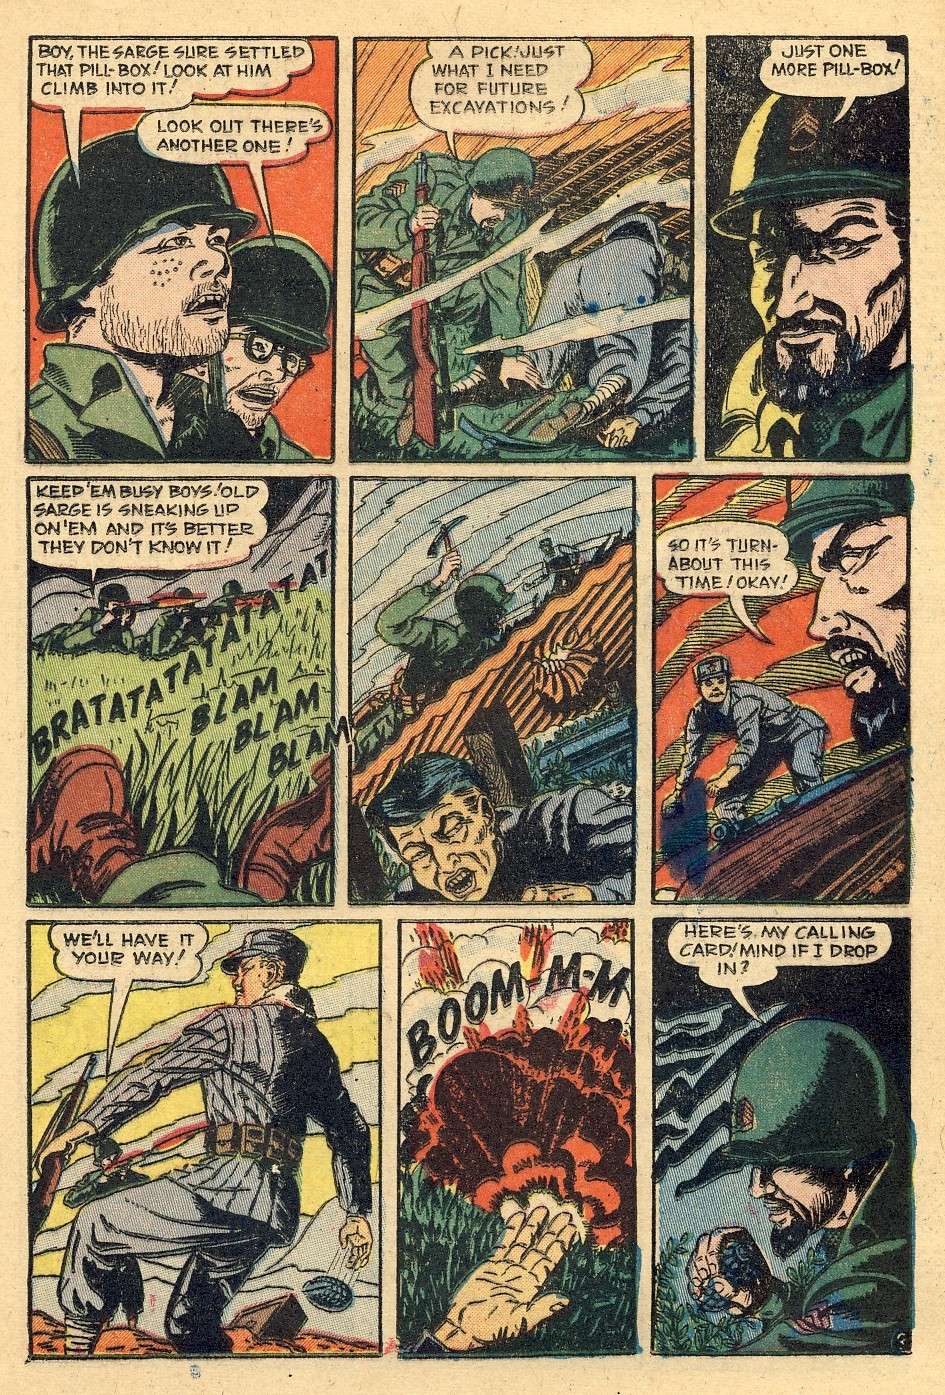 BOY, THE SARGE SURE SETTLED
THAT PILL-BOX! LOOK AT HIM
CLIMB INTO IT!
LOOK OUT THERE'S
ANOTHER ONE!
A PICK! JUST
WHAT I NEED
FOR FUTURE
EXCAVATIONS!
JUST ONE
MORE PILL-BOX!
KEEP 'EM BUSY BOYS! OLD
SARGE IS SNEAKING UP
ON 'EM AND IT'S BETTER
THEY DON'T KNOW IT!
BRATATATATATATATATATAT
BLAM
BLAM
BLAM
SO IT'S TURN-
ABOUT THIS
TIME! OKAY!
WE'LL HAVE IT
YOUR WAY!
BOOM-M-M
HERE'S MY CALLING
CARD! MIND IF I DROP
IN?
3